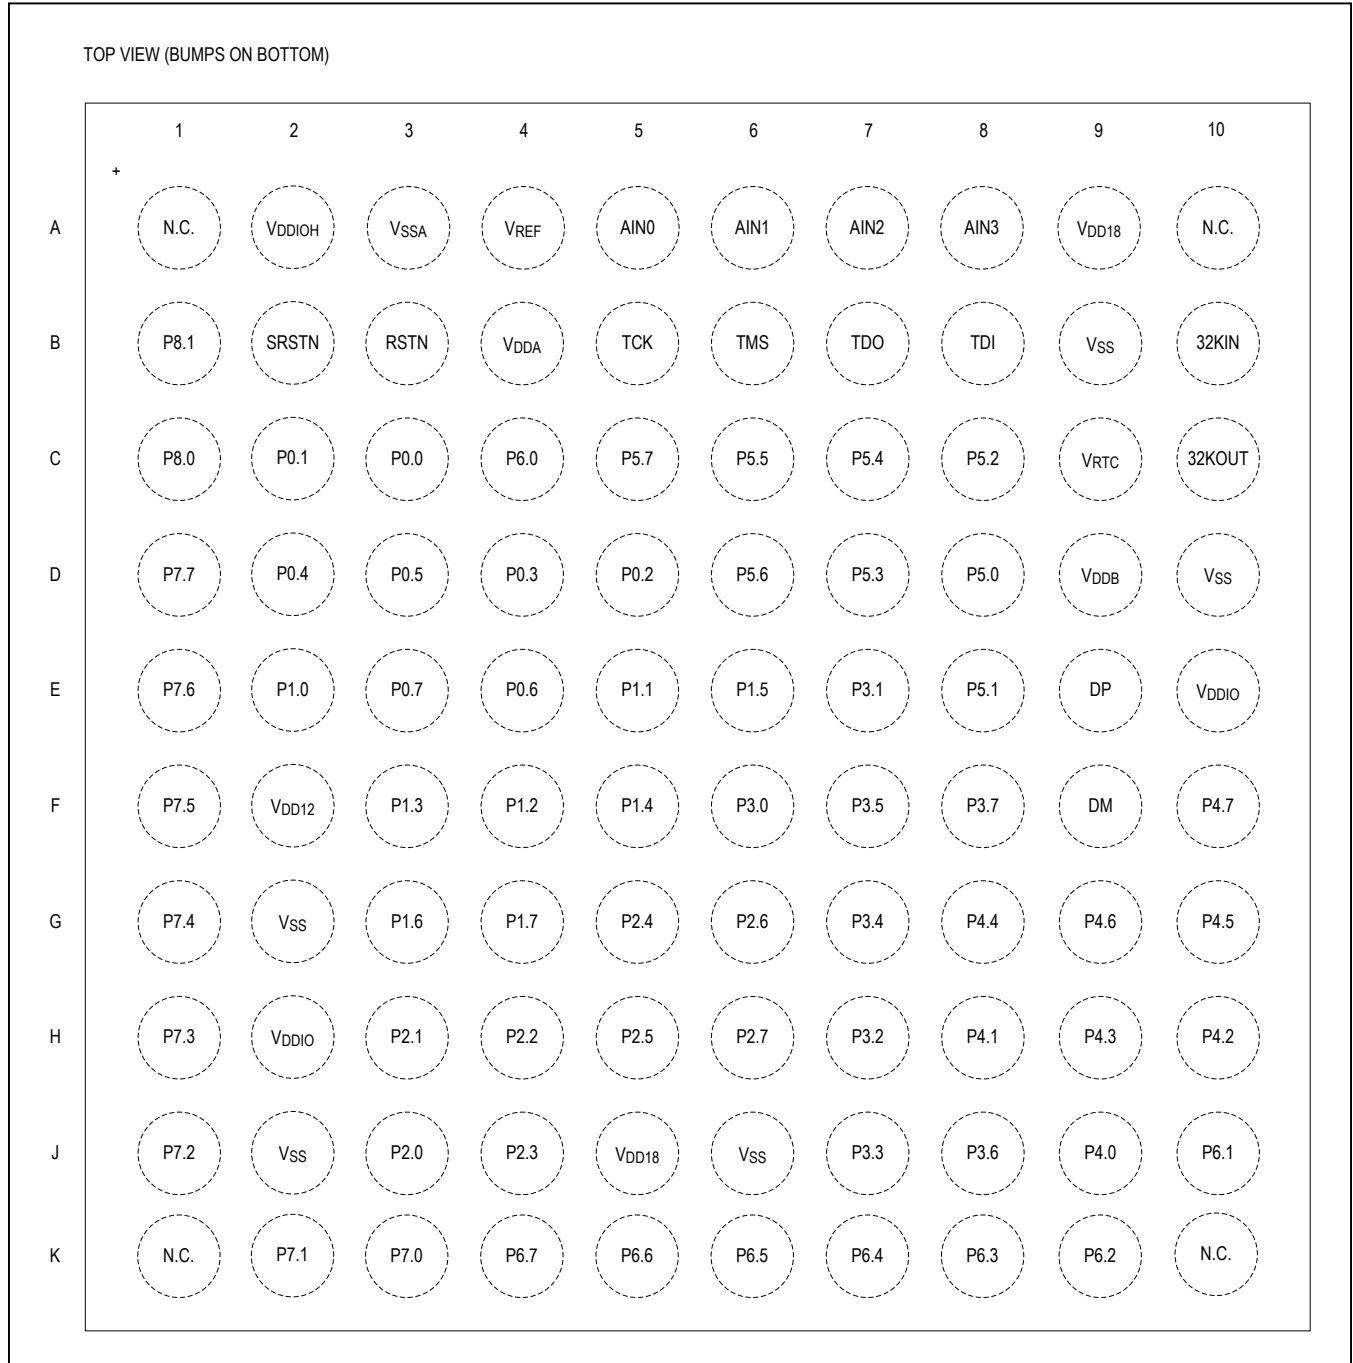 TOP VIEW (BUMPS ON BOTTOM)
1 2 3 4 5 6 7 8 9 10
+
A N.C. VDDIOH VSSA VREF AIN0 AIN1 AIN2 AIN3 VDD18 N.C.
B P8.1 SRSTN RSTN VDDA TCK TMS TDO TDI VSS 32KIN
C P8.0 P0.1 P0.0 P6.0 P5.7 P5.5 P5.4 P5.2 VRTC 32KOUT
D P7.7 P0.4 P0.5 P0.3 P0.2 P5.6 P5.3 P5.0 VDDB VSS
E P7.6 P1.0 P0.7 P0.6 P1.1 P1.5 P3.1 P5.1 DP VDDIO
F P7.5 VDD12 P1.3 P1.2 P1.4 P3.0 P3.5 P3.7 DM P4.7
G P7.4 VSS P1.6 P1.7 P2.4 P2.6 P3.4 P4.4 P4.6 P4.5
H P7.3 VDDIO P2.1 P2.2 P2.5 P2.7 P3.2 P4.1 P4.3 P4.2
J P7.2 VSS P2.0 P2.3 VDD18 VSS P3.3 P3.6 P4.0 P6.1
K N.C. P7.1 P7.0 P6.7 P6.6 P6.5 P6.4 P6.3 P6.2 N.C.